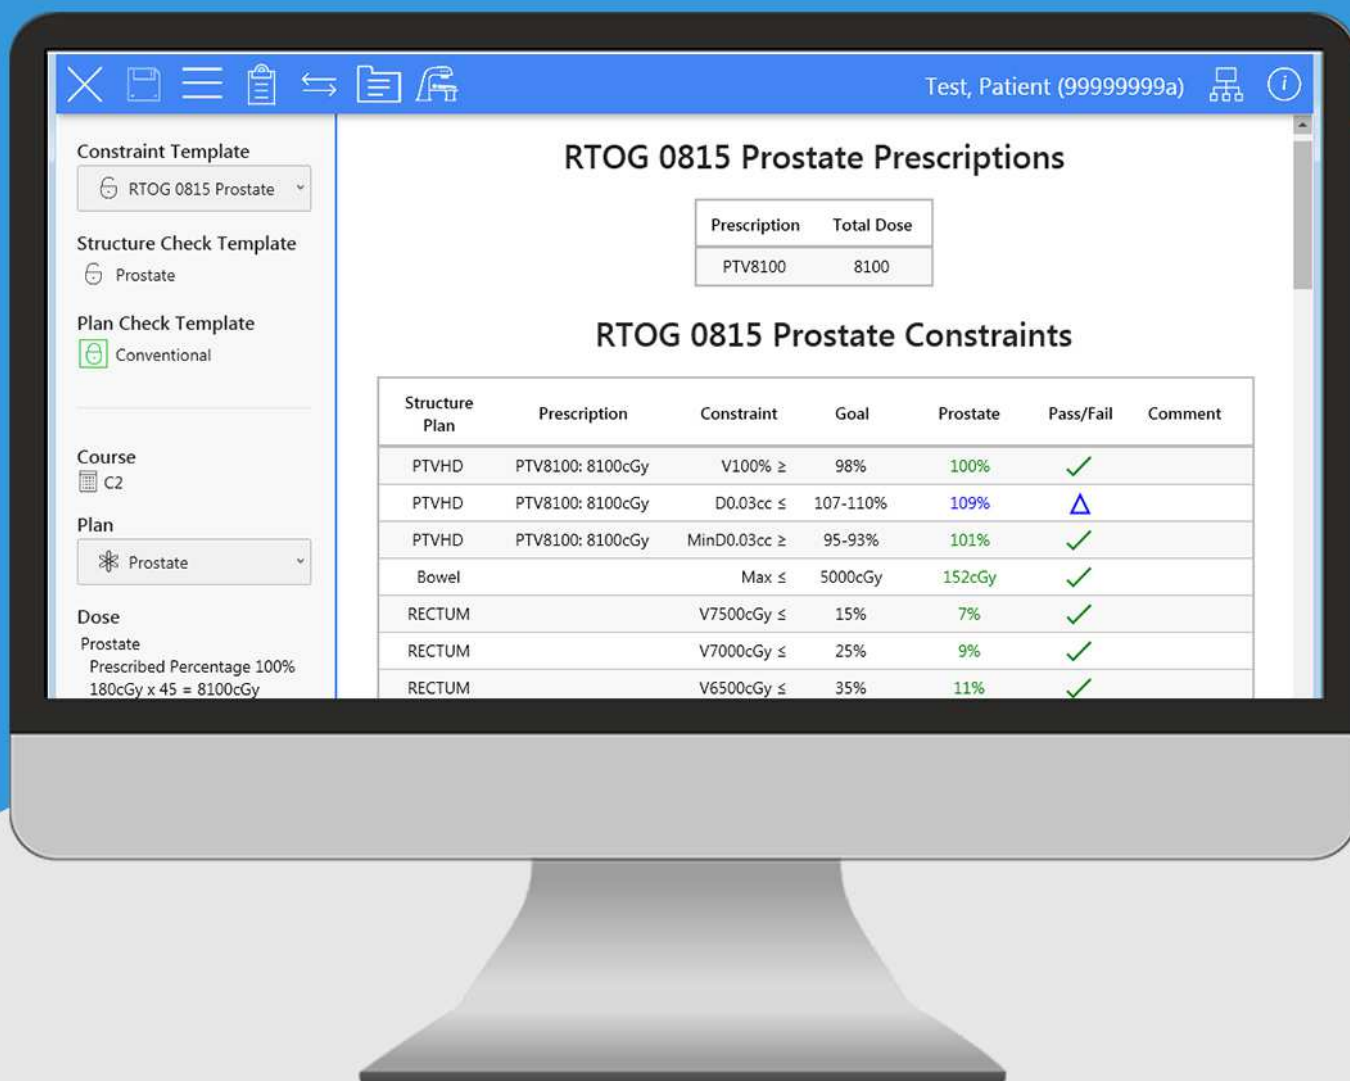 Test, Patient (99999999a)
Constraint Template
RTOG 0815 Prostate
Structure Check Template
Prostate
Plan Check Template
Conventional
Course
C2
Plan
Prostate
Dose
Prostate
Prescribed Percentage 100%
180cGy x 45 = 8100cGy
RTOG 0815 Prostate Prescriptions
Prescription Total Dose
PTV8100 8100
RTOG 0815 Prostate Constraints
Structure Plan Prescription Constraint Goal Prostate Pass/Fail Comment
PTVHD PTV8100: 8100cGy V100% ≥ 98% 100%
PTVHD PTV8100: 8100cGy D0.03cc ≤ 107-110% 109%
PTVHD PTV8100: 8100cGy MinD0.03cc ≥ 95-93% 101%
Bowel Max ≤ 5000cGy 152cGy
RECTUM V7500cGy ≤ 15% 7%
RECTUM V7000cGy ≤ 25% 9%
RECTUM V6500cGy ≤ 35% 11%